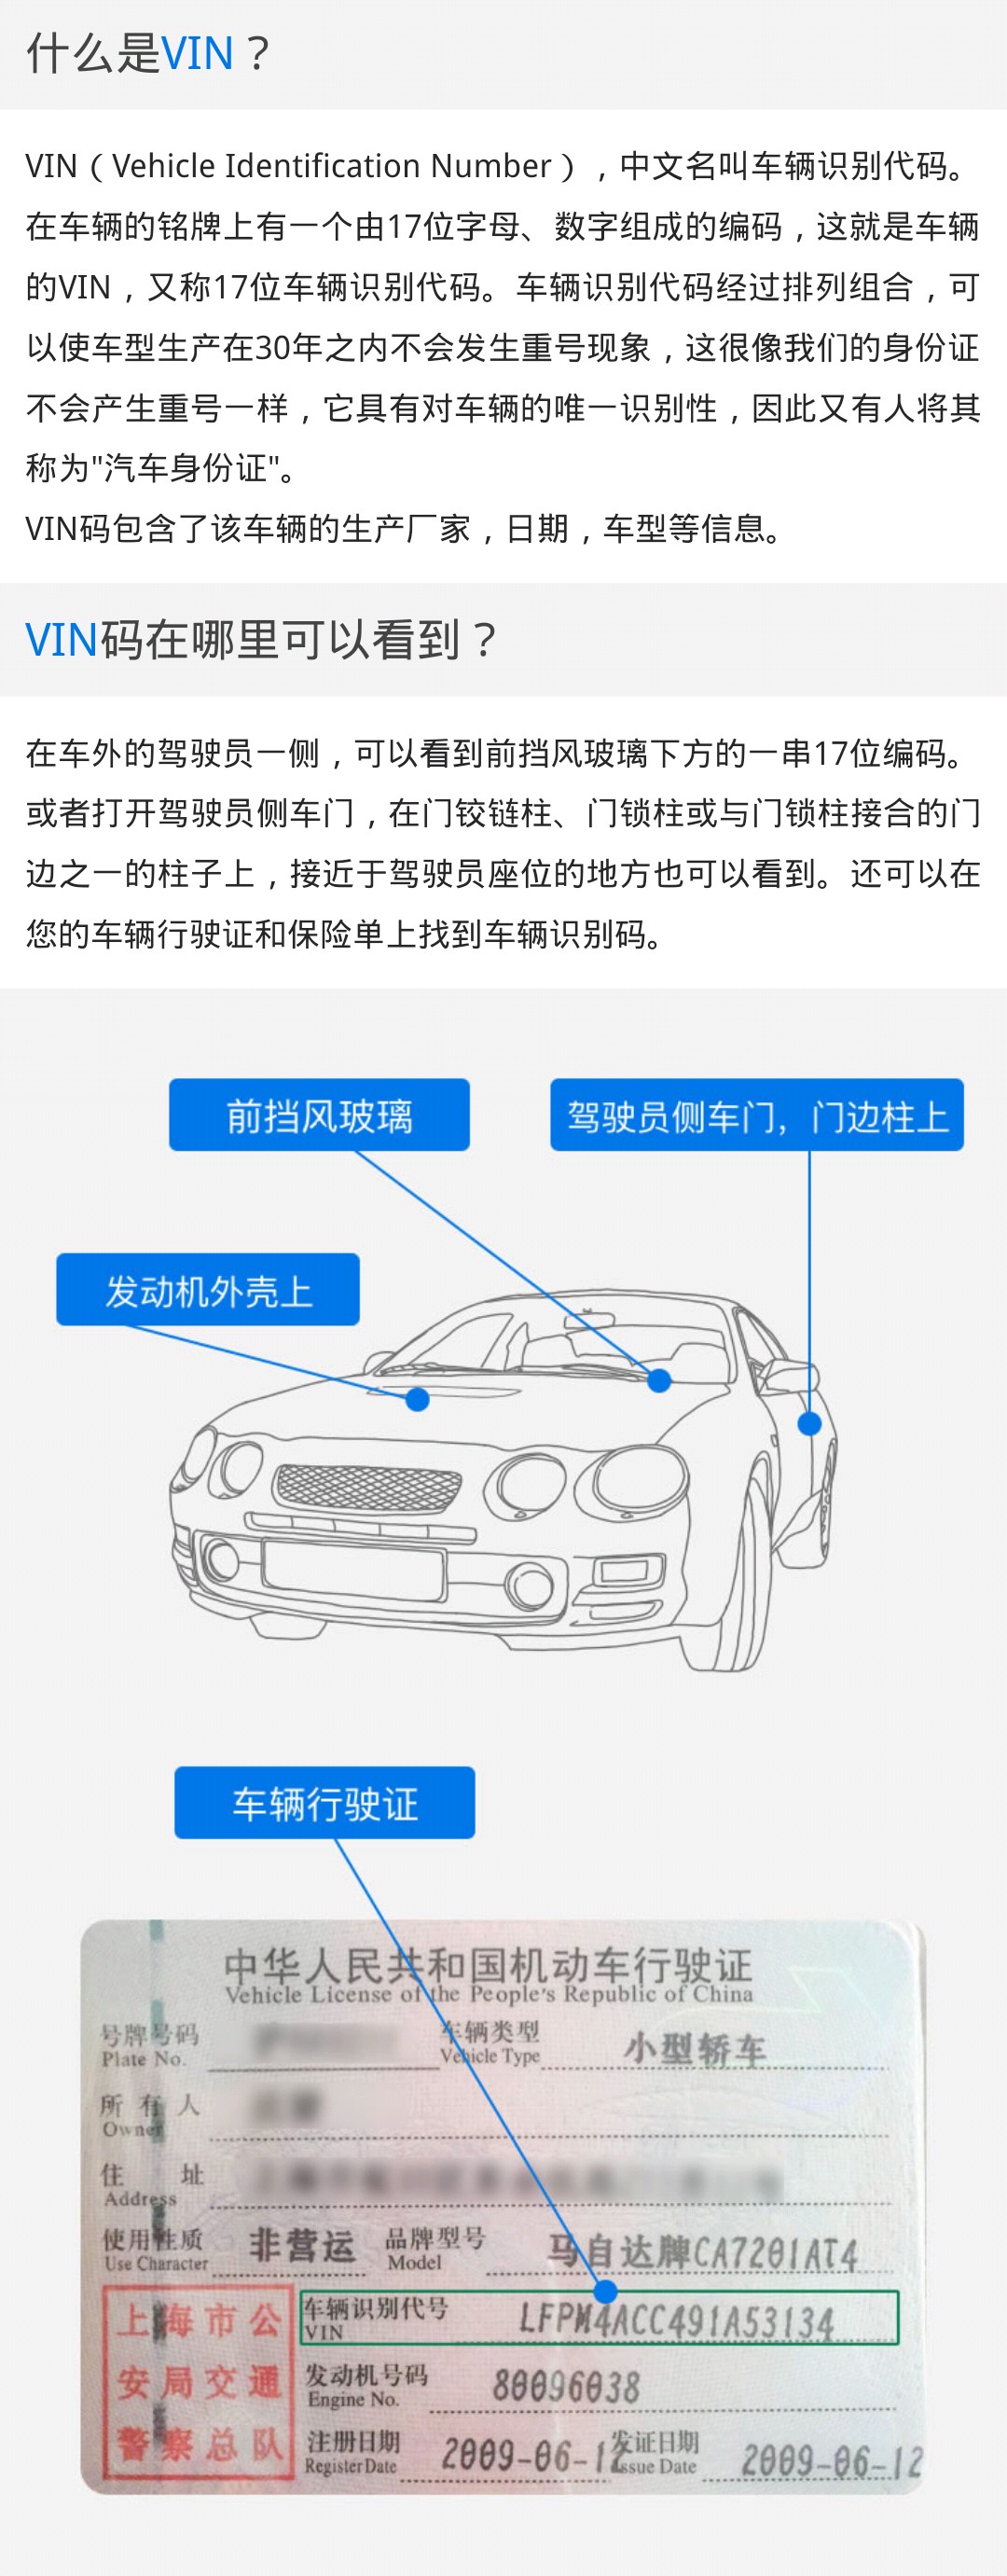 什么是VIN？
VIN（Vehicle Identification Number），中文名叫车辆识别代码。
在车辆的铭牌上有一个由17位字母、数字组成的编码，这就是车辆
的VIN，又称17位车辆识别代码。车辆识别代码经过排列组合，可
以使车型生产在30年之内不会发生重号现象，这很像我们的身份证
不会产生重号一样，它具有对车辆的唯一识别性，因此又有人将其
称为"汽车身份证"。
VIN码包含了该车辆的生产厂家，日期，车型等信息。
VIN码在哪里可以看到？
在车外的驾驶员一侧，可以看到前挡风玻璃下方的一串17位编码。
或者打开驾驶员侧车门，在门铰链柱、门锁柱或与门锁柱接合的门
边之一的柱子上，接近于驾驶员座位的地方也可以看到。还可以在
您的车辆行驶证和保险单上找到车辆识别码。
前挡风玻璃
驾驶员侧车门，门边柱上
发动机外壳上
车辆行驶证
中华人民共和国机动车行驶证
Vehicle License of the People's Republic of China
号牌号码
Plate No.
车辆类型 小型轿车
Vehicle Type
所有人
Owner
住址
Address
使用性质 非营运 品牌型号 马自达牌CA7201AT4
Use Character Model
车辆识别代号 LFPM4ACC491A53134
VIN
上海市公
安局交通
警察总队
发动机号码 80096038
Engine No.
注册日期 2009-06-12 发证日期 2009-06-12
Register Date Issue Date